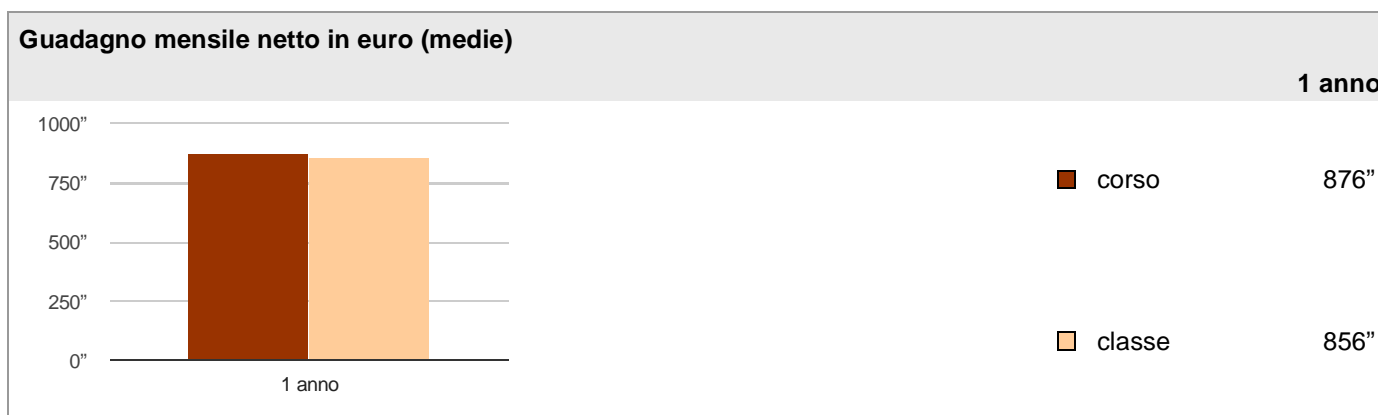 Guadagno mensile netto in euro (medie)
1 anno
1000”
750”
500”
250”
0”
1 anno
corso 876”
classe 856”